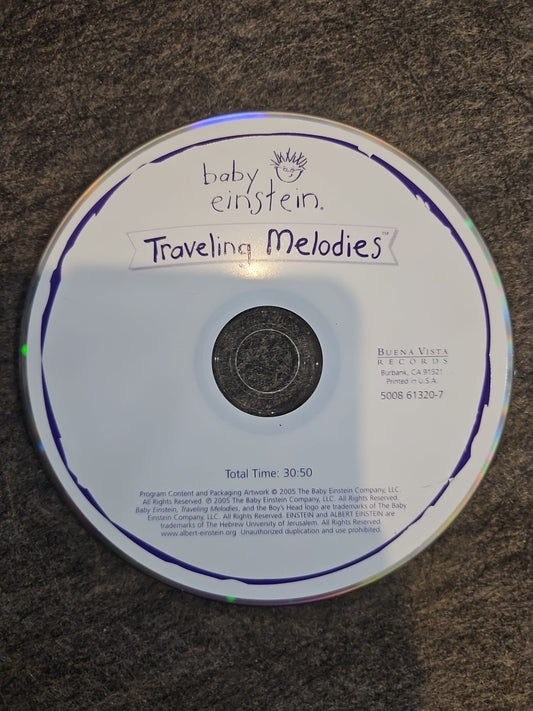 baby
einstein®
Traveling Melodies™
BUENA VISTA
RECORDS
Burbank, CA 91521
Printed in U.S.A.
5008 61320-7
Total Time: 30:50
Program Content and Packaging Artwork © 2005 The Baby Einstein Company, LLC.
All Rights Reserved. ℗ 2005 The Baby Einstein Company, LLC. All Rights Reserved.
Baby Einstein, Traveling Melodies, and the Boy's Head logo are trademarks of The Baby
Einstein Company, LLC. All Rights Reserved. EINSTEIN and ALBERT EINSTEIN are
trademarks of The Hebrew University of Jerusalem. All Rights Reserved.
www.albert-einstein.org Unauthorized duplication and use prohibited.